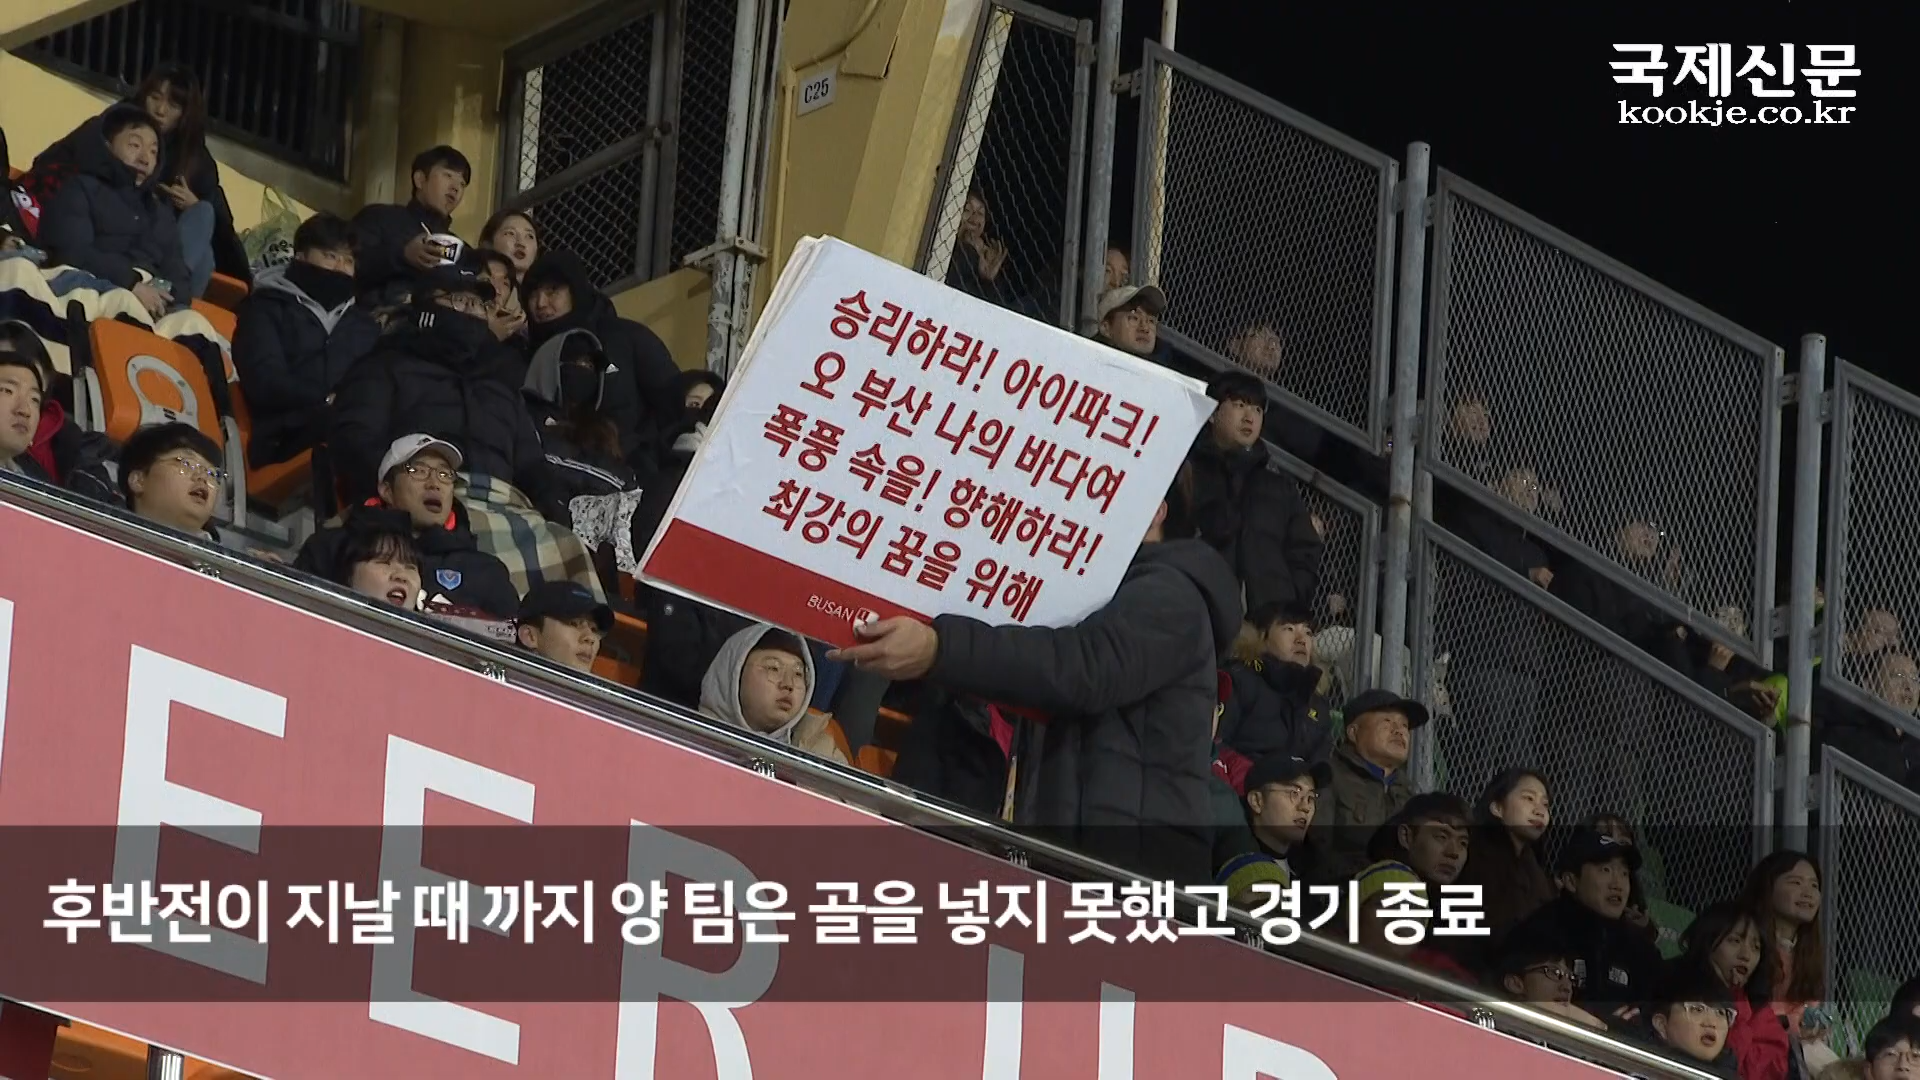 국제신문
kookje.co.kr
C25
승리하라! 아이파크!
오 부산 나의 바다여
폭풍 속을! 향해하라!
최강의 꿈을 위해
BUSAN
EER UP
후반전이 지날 때 까지 양 팀은 골을 넣지 못했고 경기 종료